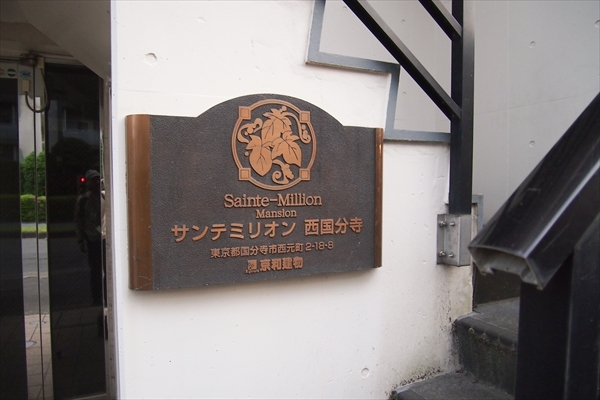 Sainte-Million
Mansion
サンテミリオン 西国分寺
東京都国分寺市西元町2-18-8
京和建物